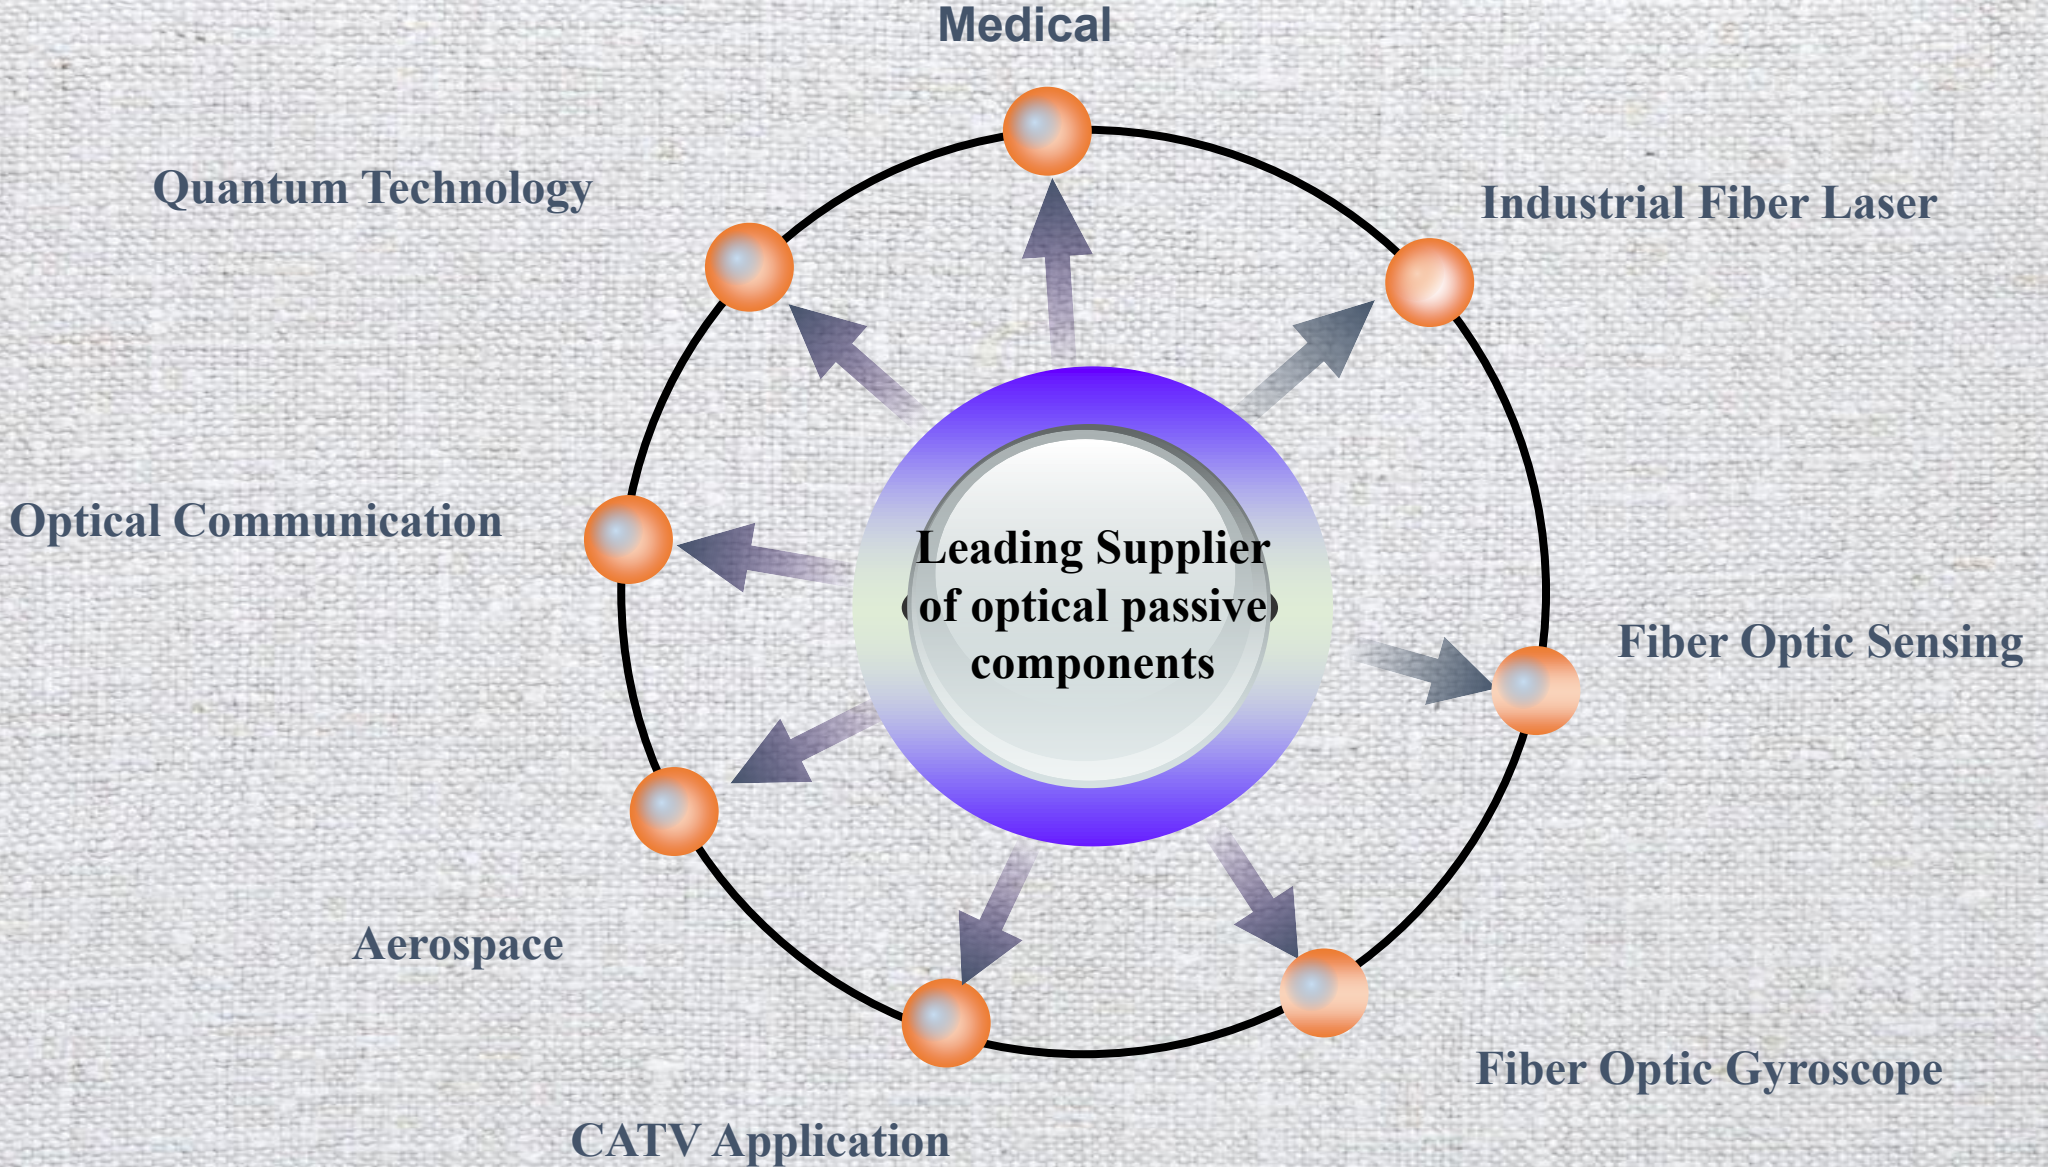 Medical
Quantum Technology
Industrial Fiber Laser
Optical Communication
Leading Supplier
of optical passive
components
Fiber Optic Sensing
Aerospace
Fiber Optic Gyroscope
CATV Application